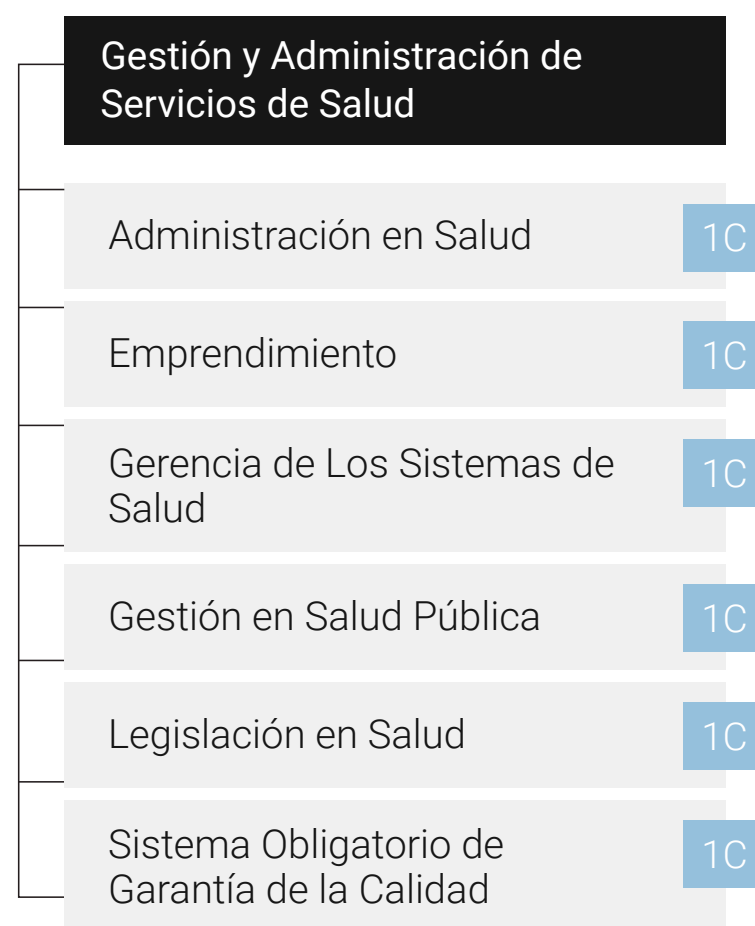 Gestión y Administración de
Servicios de Salud
Administración en Salud
1C
Emprendimiento
1C
Gerencia de Los Sistemas de
Salud
1C
Gestión en Salud Pública
1C
Legislación en Salud
1C
Sistema Obligatorio de
Garantía de la Calidad
1C